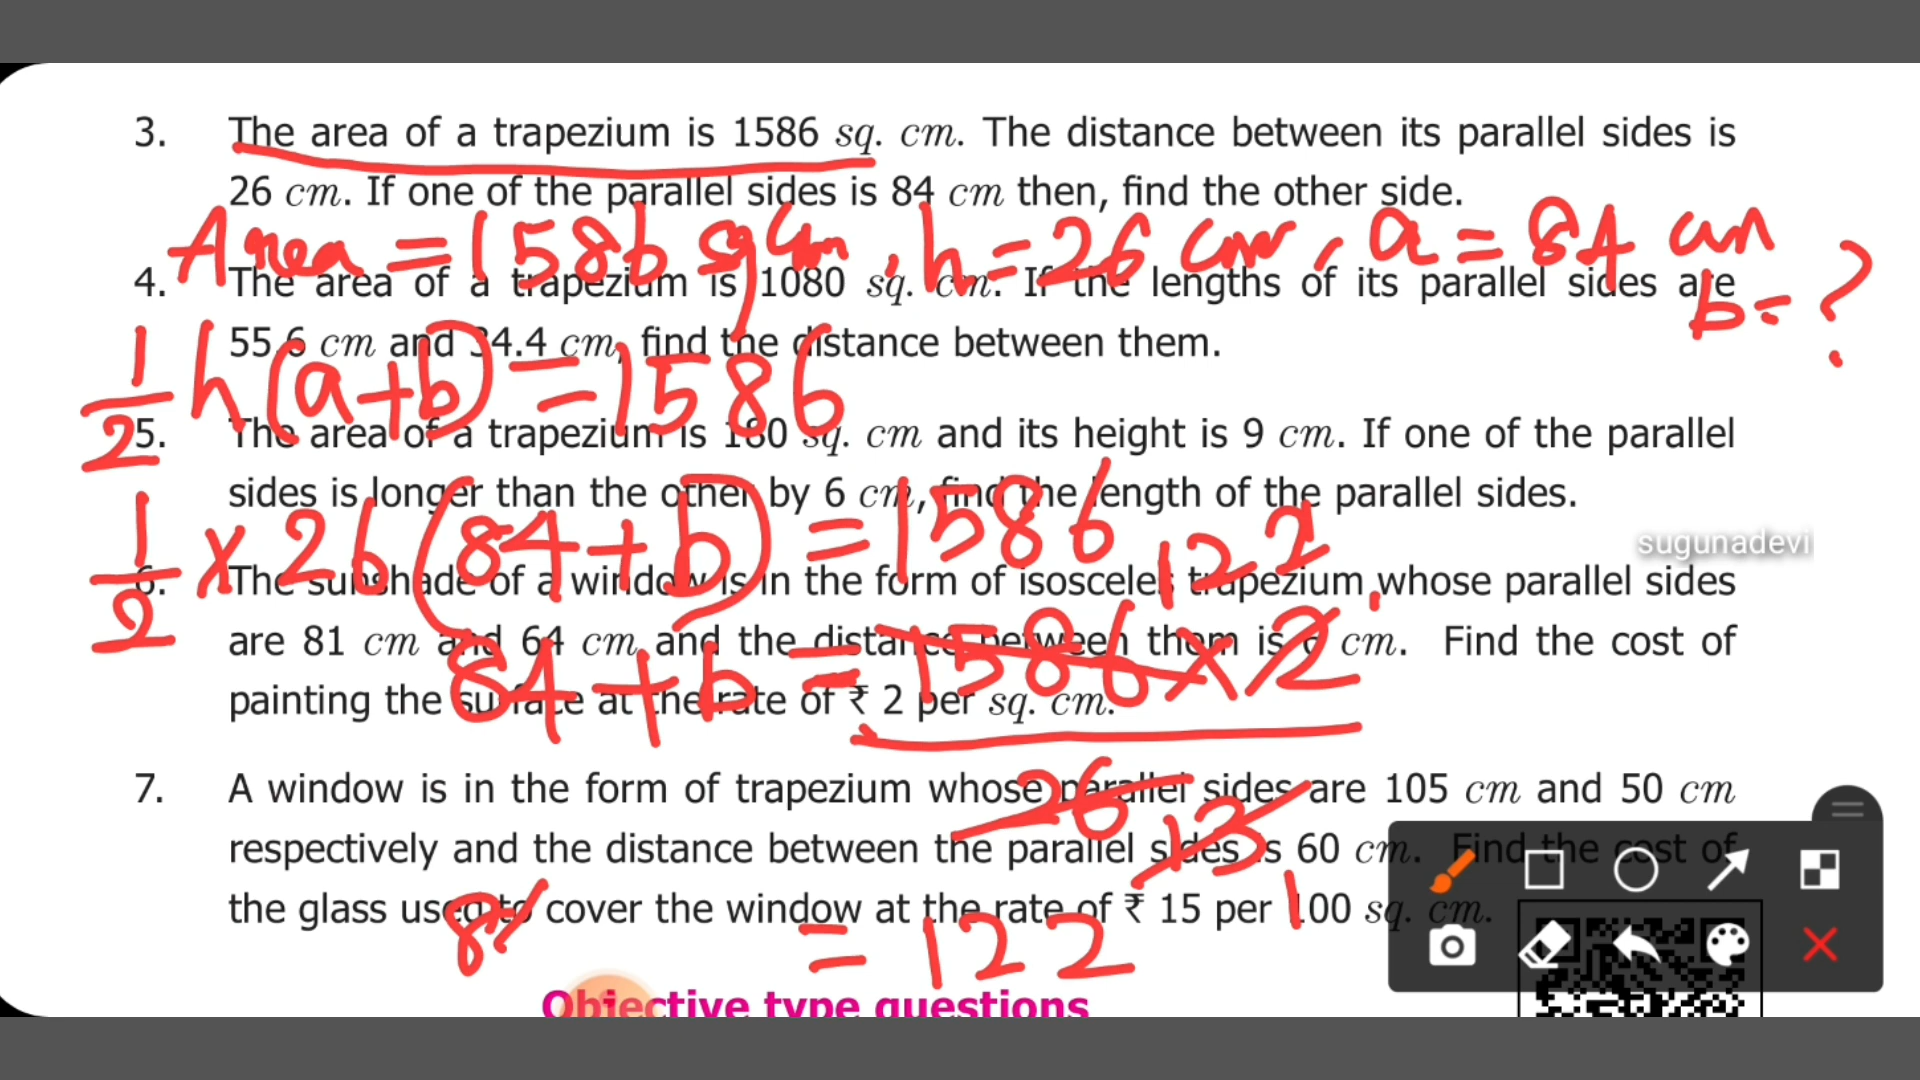 3. The area of a trapezium is 1586 sq. cm. The distance between its parallel sides is
26 cm. If one of the parallel sides is 84 cm then, find the other side.
Area = 1586 sq cm, h = 26 cm, a = 84 cm
b = ?
4. The area of a trapezium is 1080 sq. cm. If the lengths of its parallel sides are
55.6 cm and 34.4 cm, find the distance between them.
1/2 h(a+b) = 1586
5. The area of a trapezium is 180 sq. cm and its height is 9 cm. If one of the parallel
sides is longer than the other by 6 cm, find the length of the parallel sides.
1/2 × 26(84+b) = 1586
sugunadevi
122
6. The sunshade of a window is in the form of isosceles trapezium whose parallel sides
are 81 cm and 64 cm and the distance between them is 6 cm. Find the cost of
84+b = 1586×2
painting the surface at the rate of ₹ 2 per sq. cm.
26
7. A window is in the form of trapezium whose parallel sides are 105 cm and 50 cm
13
respectively and the distance between the parallel sides is 60 cm. Find the cost of
1
the glass used to cover the window at the rate of ₹ 15 per 100 sq. cm.
= 122
Objective type questions